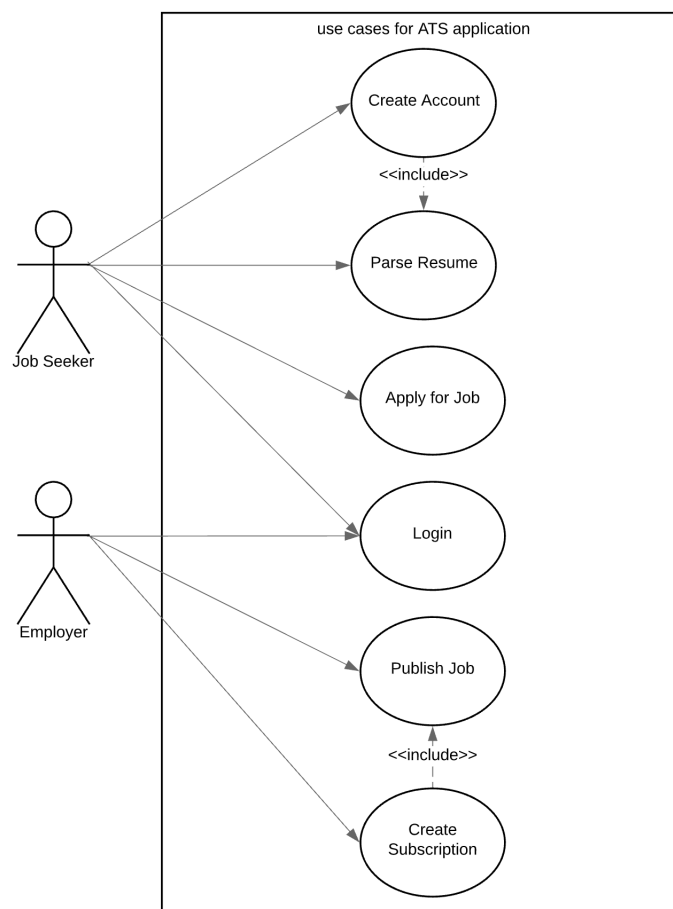 use cases for ATS application
Create Account
<<include>>
Parse Resume
Job Seeker
Apply for Job
Login
Employer
Publish Job
<<include>>
Create
Subscription